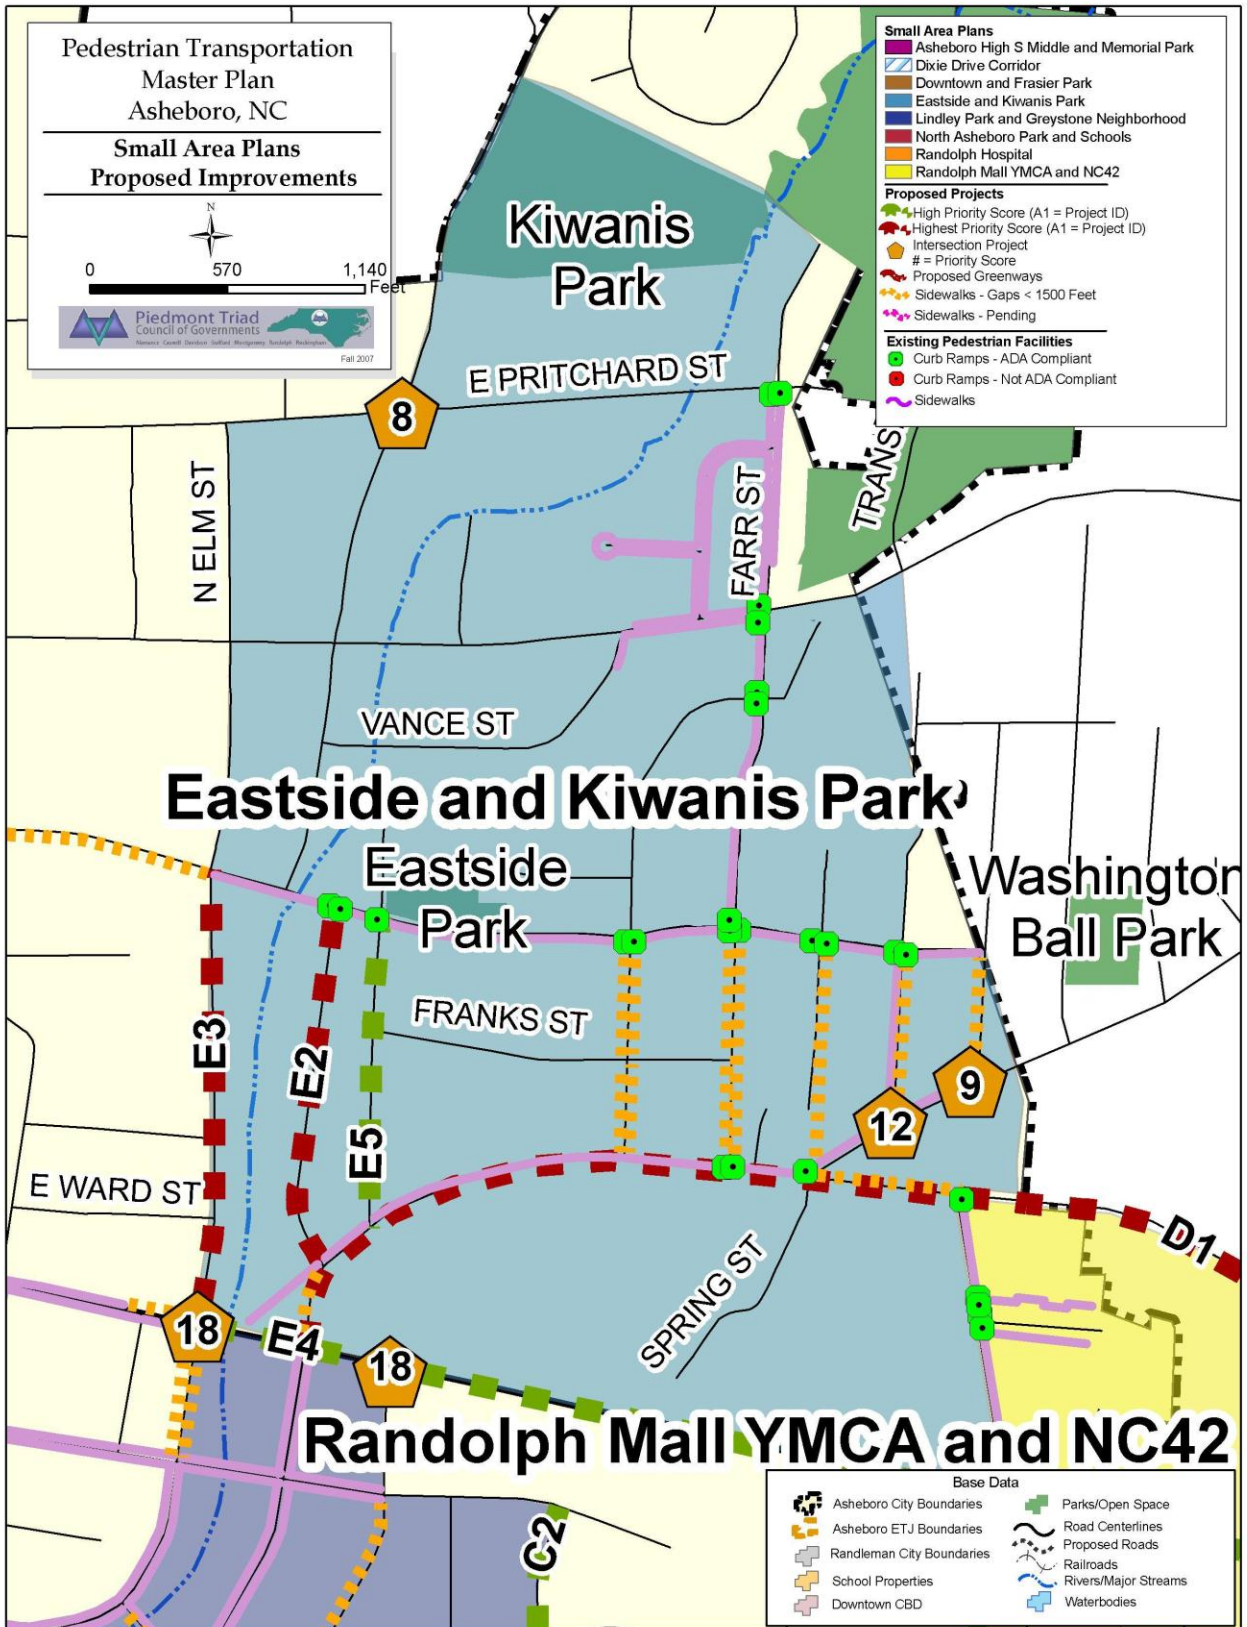 Pedestrian Transportation
Master Plan
Asheboro, NC
Small Area Plans
Proposed Improvements
N
0 570 1,140
Feet
Piedmont Triad
Council of Governments
Fall 2007
Small Area Plans
Asheboro High S Middle and Memorial Park
Dixie Drive Corridor
Downtown and Frasier Park
Eastside and Kiwanis Park
Lindley Park and Greystone Neighborhood
North Asheboro Park and Schools
Randolph Hospital
Randolph Mall YMCA and NC42
Proposed Projects
High Priority Score (A1 = Project ID)
Highest Priority Score (A1 = Project ID)
Intersection Project
# = Priority Score
Proposed Greenways
Sidewalks - Gaps < 1500 Feet
Sidewalks - Pending
Existing Pedestrian Facilities
Curb Ramps - ADA Compliant
Curb Ramps - Not ADA Compliant
Sidewalks
Kiwanis
Park
E PRITCHARD ST
8
N ELM ST
FARR ST
TRANS
VANCE ST
Eastside and Kiwanis Park
Eastside
Park
Washington
Ball Park
FRANKS ST
E3
E2
E5
9
12
E WARD ST
D1
SPRING ST
18
E4
18
Randolph Mall YMCA and NC42
C2
Base Data
Asheboro City Boundaries
Asheboro ETJ Boundaries
Randleman City Boundaries
School Properties
Downtown CBD
Parks/Open Space
Road Centerlines
Proposed Roads
Railroads
Rivers/Major Streams
Waterbodies